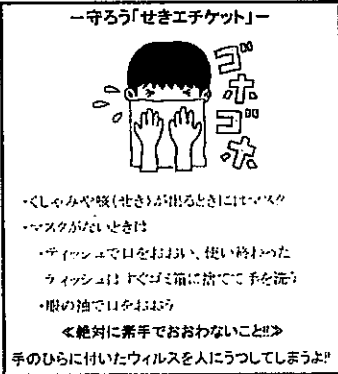 ー守ろう「せきエチケット」ー
ゴホゴホ
・くしゃみや咳(せき)が出るときにはマスク
・マスクがないときは
・ティッシュで口をおおい、使い終わった
ティッシュはすぐゴミ箱に捨てて手を洗う
・服の袖で口をおおう
≪絶対に素手でおおわないこと!!≫
手のひらに付いたウィルスを人にうつしてしまうよ!!